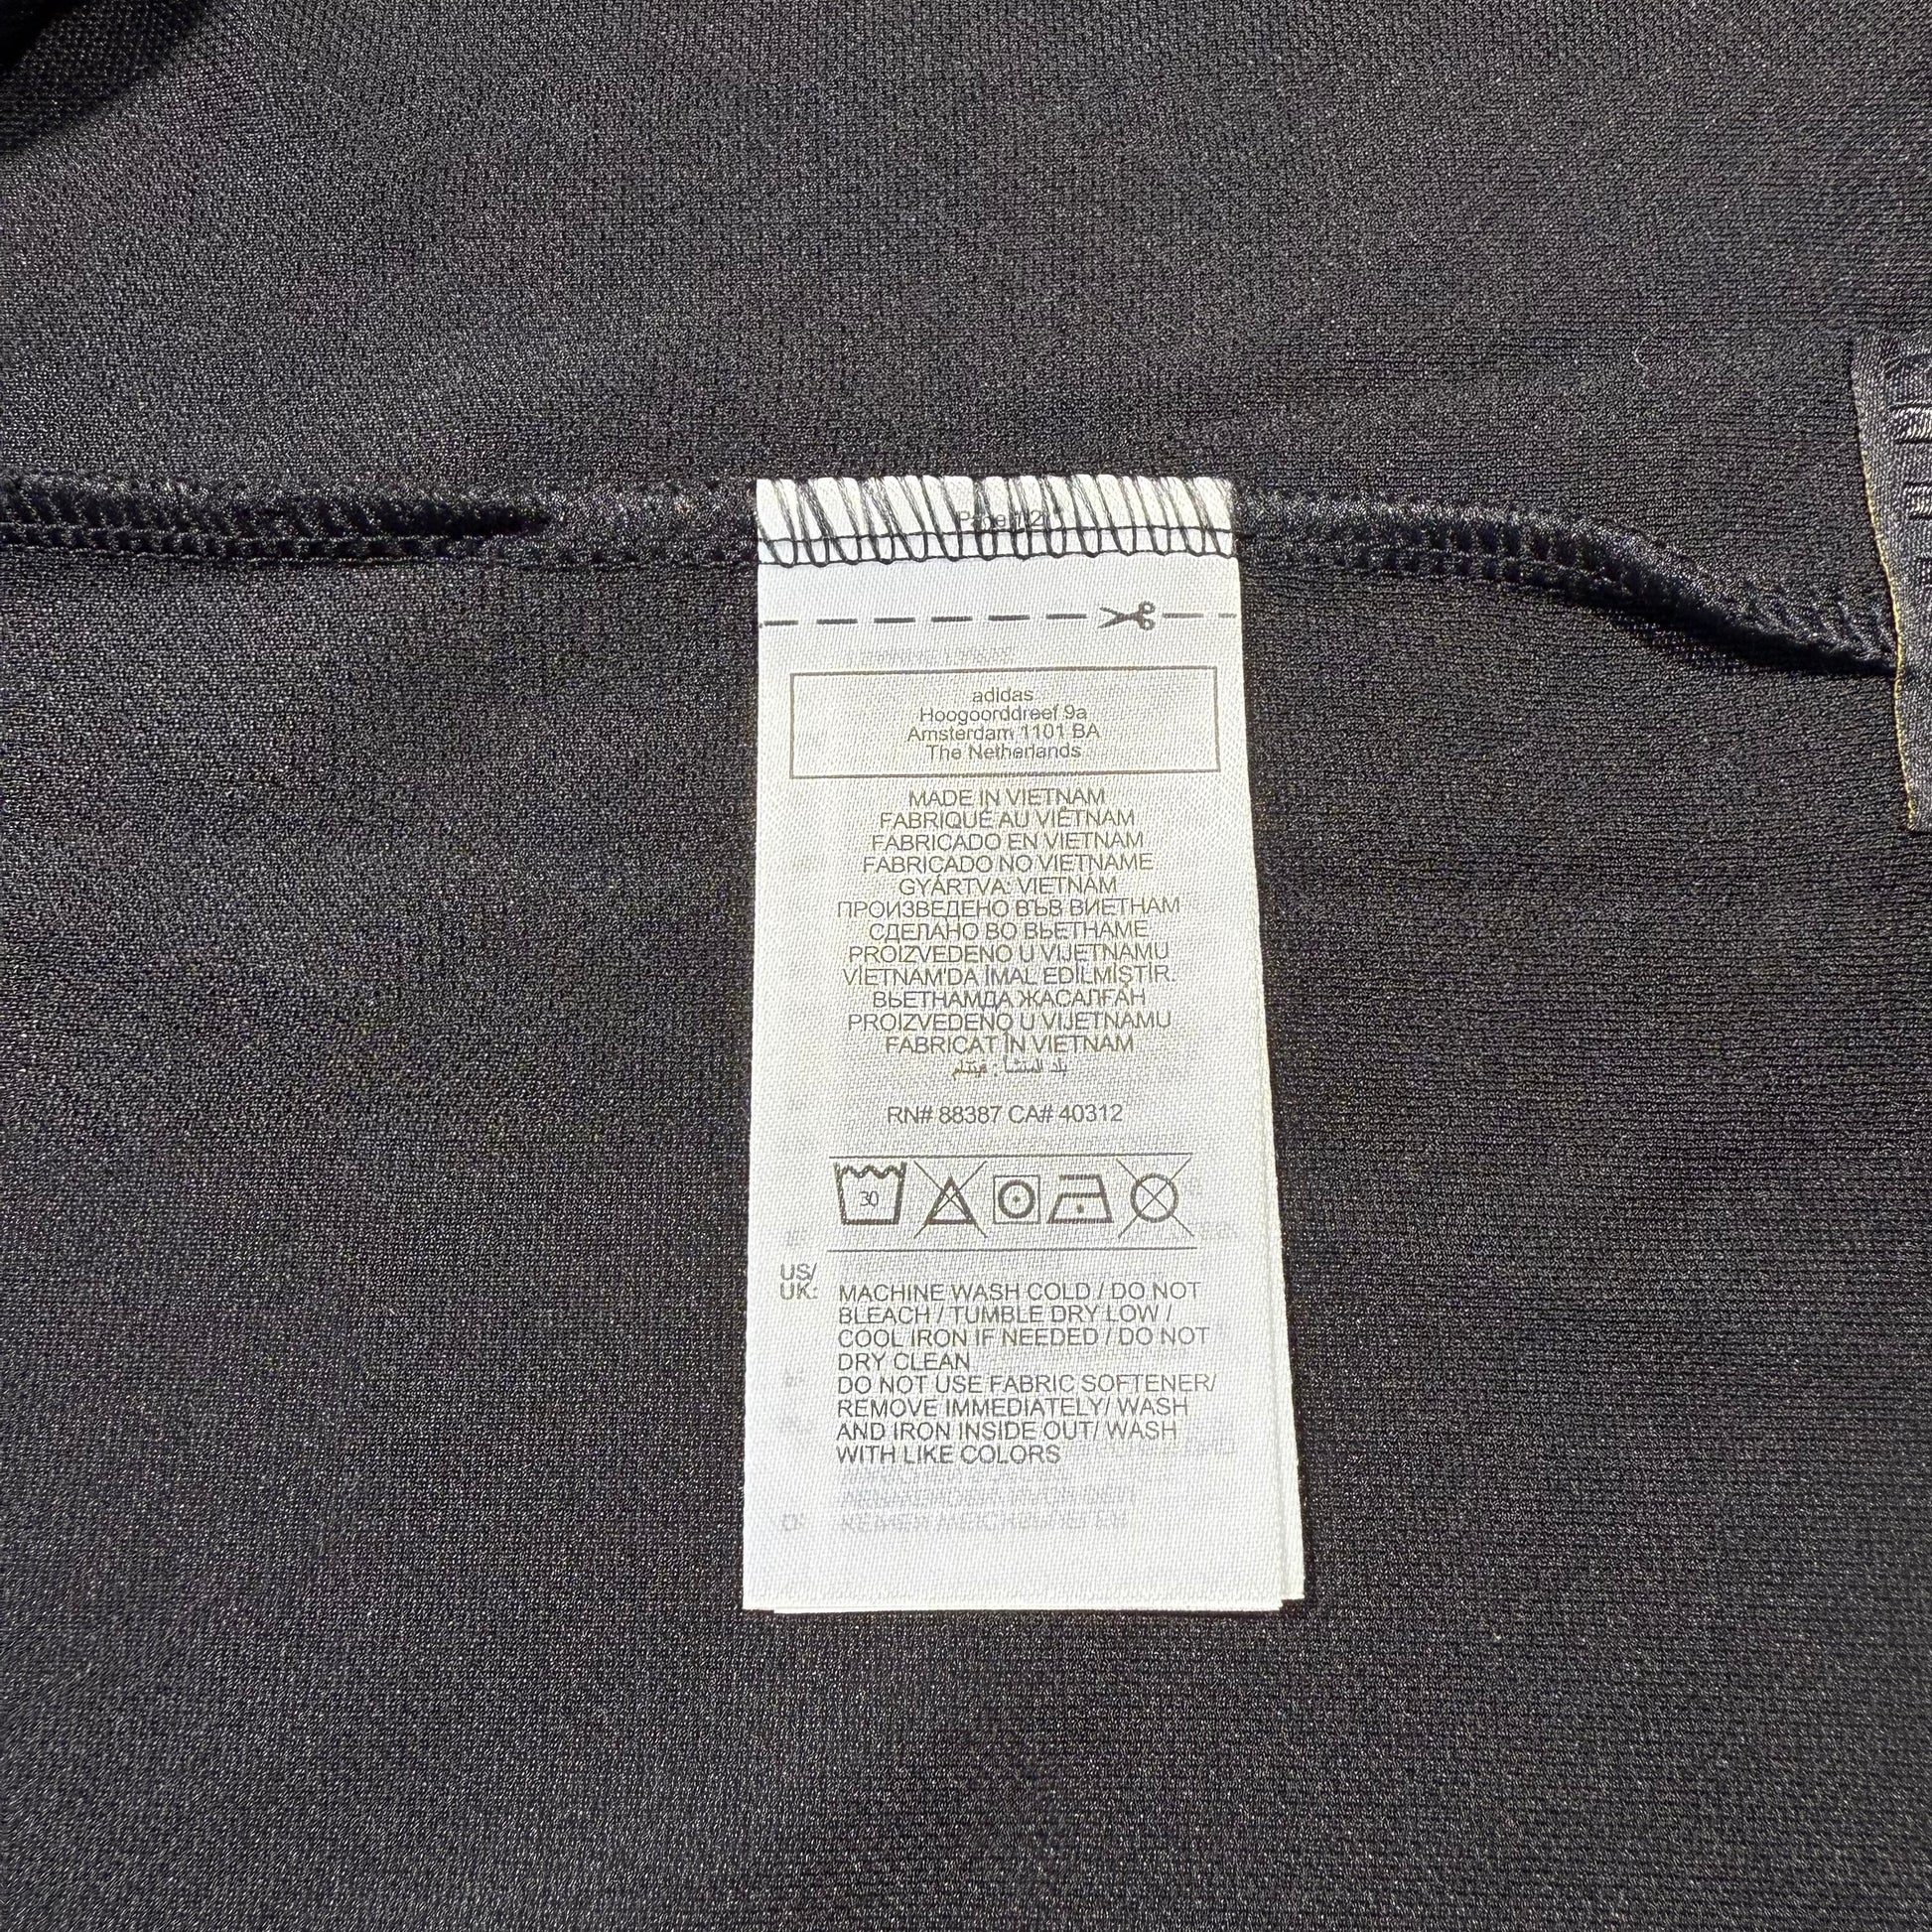 adidas
Hoogoorddreef 9a
Amsterdam 1101 BA
The Netherlands
MADE IN VIETNAM
FABRIQUÉ AU VIÊTNAM
FABRICADO EN VIETNAM
FABRICADO NO VIETNAME
GYÁRTVA: VIETNÁM
ПРОИЗВЕДЕНО ВЪВ ВИЕТНАМ
СДЕЛАНО ВО ВЬЕТНАМЕ
PROIZVEDENO U VIJETNAMU
VİETNAM'DA İMAL EDİLMİŞTİR.
ВЬЕТНАМДА ЖАСАЛҒАН
PROIZVEDENO U VIJETNAMU
FABRICAT ÎN VIETNAM
بلد المنشأ : فيتنام
RN# 88387 CA# 40312
30
US/
UK: MACHINE WASH COLD / DO NOT
BLEACH / TUMBLE DRY LOW /
COOL IRON IF NEEDED / DO NOT
DRY CLEAN
DO NOT USE FABRIC SOFTENER/
REMOVE IMMEDIATELY/ WASH
AND IRON INSIDE OUT/ WASH
WITH LIKE COLORS